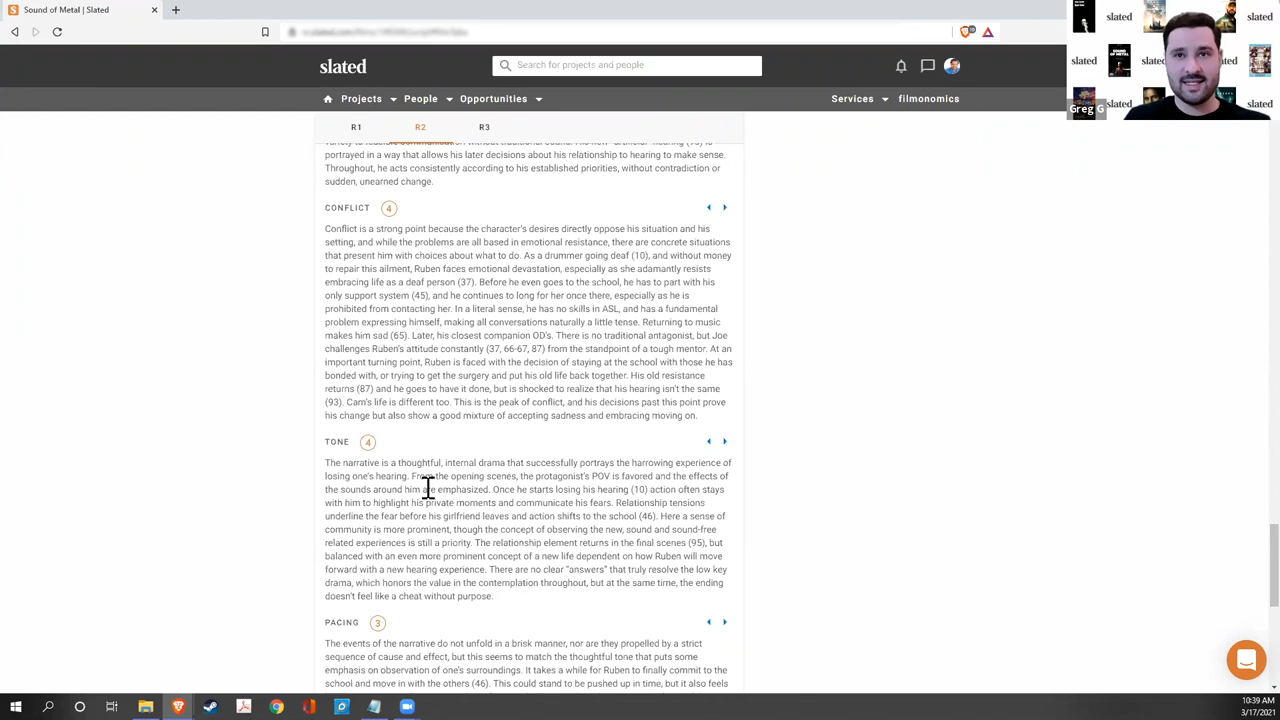 Sound of Metal | Slated
slated
Search for projects and people
Projects People Opportunities Services filmonomics
R1 R2 R3
portrayed in a way that allows his later decisions about his relationship to hearing to make sense.
Throughout, he acts consistently according to his established priorities, without contradiction or
sudden, unearned change.
CONFLICT 4
Conflict is a strong point because the character's desires directly oppose his situation and his
setting, and while the problems are all based in emotional resistance, there are concrete situations
that present him with choices about what to do. As a drummer going deaf (10), and without money
to repair this ailment, Ruben faces emotional devastation, especially as she adamantly resists
embracing life as a deaf person (37). Before he even goes to the school, he has to part with his
only support system (45), and he continues to long for her once there, especially as he is
prohibited from contacting her. In a literal sense, he has no skills in ASL, and has a fundamental
problem expressing himself, making all conversations naturally a little tense. Returning to music
makes him sad (65). Later, his closest companion OD's. There is no traditional antagonist, but Joe
challenges Ruben's attitude constantly (37, 66-67, 87) from the standpoint of a tough mentor. At an
important turning point, Ruben is faced with the decision of staying at the school with those he has
bonded with, or trying to get the surgery and put his old life back together. His old resistance
returns (87) and he goes to have it done, but is shocked to realize that his hearing isn't the same
(93). Cam's life is different too. This is the peak of conflict, and his decisions past this point prove
his change but also show a good mixture of accepting sadness and embracing moving on.
TONE 4
The narrative is a thoughtful, internal drama that successfully portrays the harrowing experience of
losing one's hearing. From the opening scenes, the protagonist's POV is favored and the effects of
the sounds around him are emphasized. Once he starts losing his hearing (10) action often stays
with him to highlight his private moments and communicate his fears. Relationship tensions
underline the fear before his girlfriend leaves and action shifts to the school (46). Here a sense of
community is more prominent, though the concept of observing the new, sound and sound-free
related experiences is still a priority. The relationship element returns in the final scenes (95), but
balanced with an even more prominent concept of a new life dependent on how Ruben will move
forward with a new hearing experience. There are no clear "answers" that truly resolve the low key
drama, which honors the value in the contemplation throughout, but at the same time, the ending
doesn't feel like a cheat without purpose.
PACING 3
The events of the narrative do not unfold in a brisk manner, nor are they propelled by a strict
sequence of cause and effect, but this seems to match the thoughtful tone that puts some
emphasis on observation of one's surroundings. It takes a while for Ruben to finally commit to the
school and move in with the others (46). This could stand to be pushed up in time, but it also feels
slated
slated
slated
SOUND OF METAL
slated
slated
Greg G
10:39 AM
3/17/2021